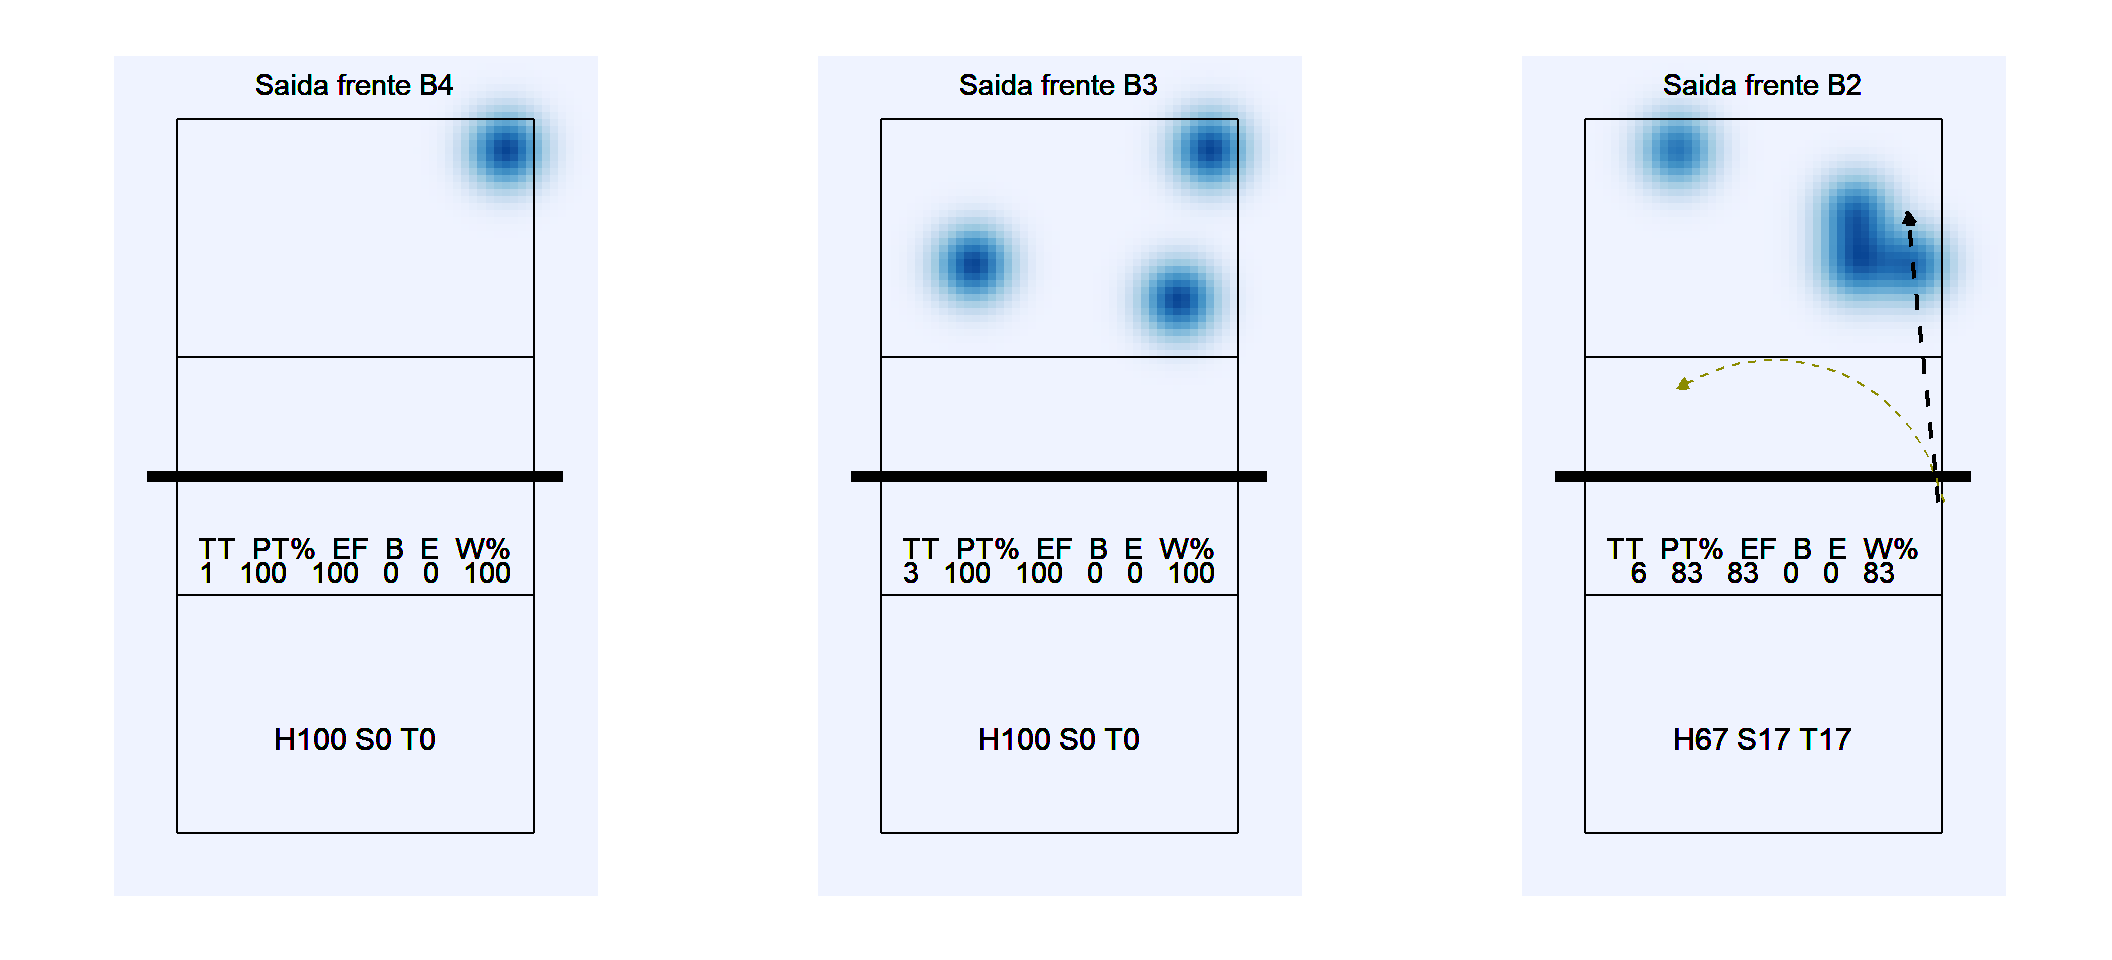 Saida frente B4
TT PT% EF B E W%
1 100 100 0 0 100
H100 S0 T0
Saida frente B3
TT PT% EF B E W%
3 100 100 0 0 100
H100 S0 T0
Saida frente B2
TT PT% EF B E W%
6 83 83 0 0 83
H67 S17 T17